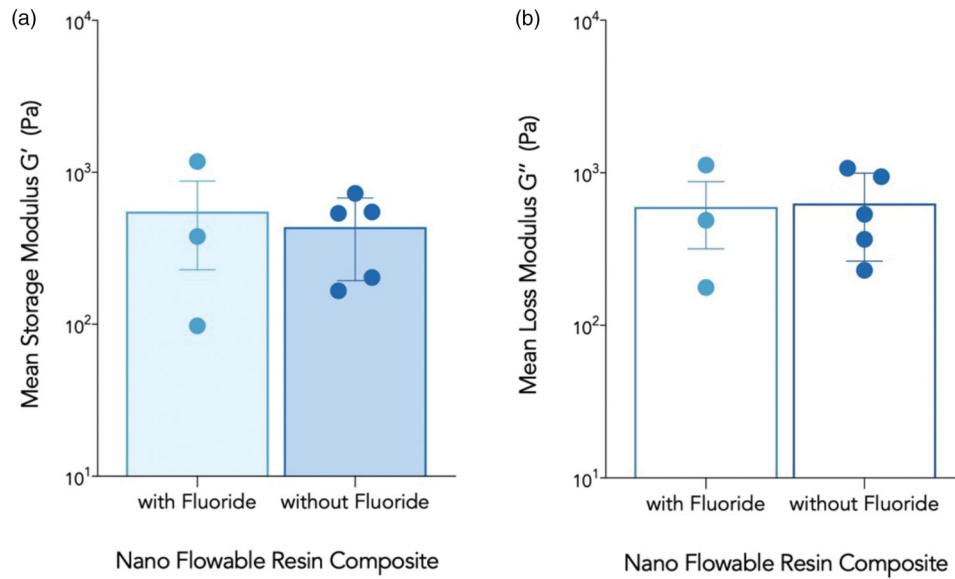 (a)
Mean Storage Modulus G′ (Pa)
10⁴
10³
10²
10¹
with Fluoride
without Fluoride
Nano Flowable Resin Composite
(b)
Mean Loss Modulus G″ (Pa)
10⁴
10³
10²
10¹
with Fluoride
without Fluoride
Nano Flowable Resin Composite